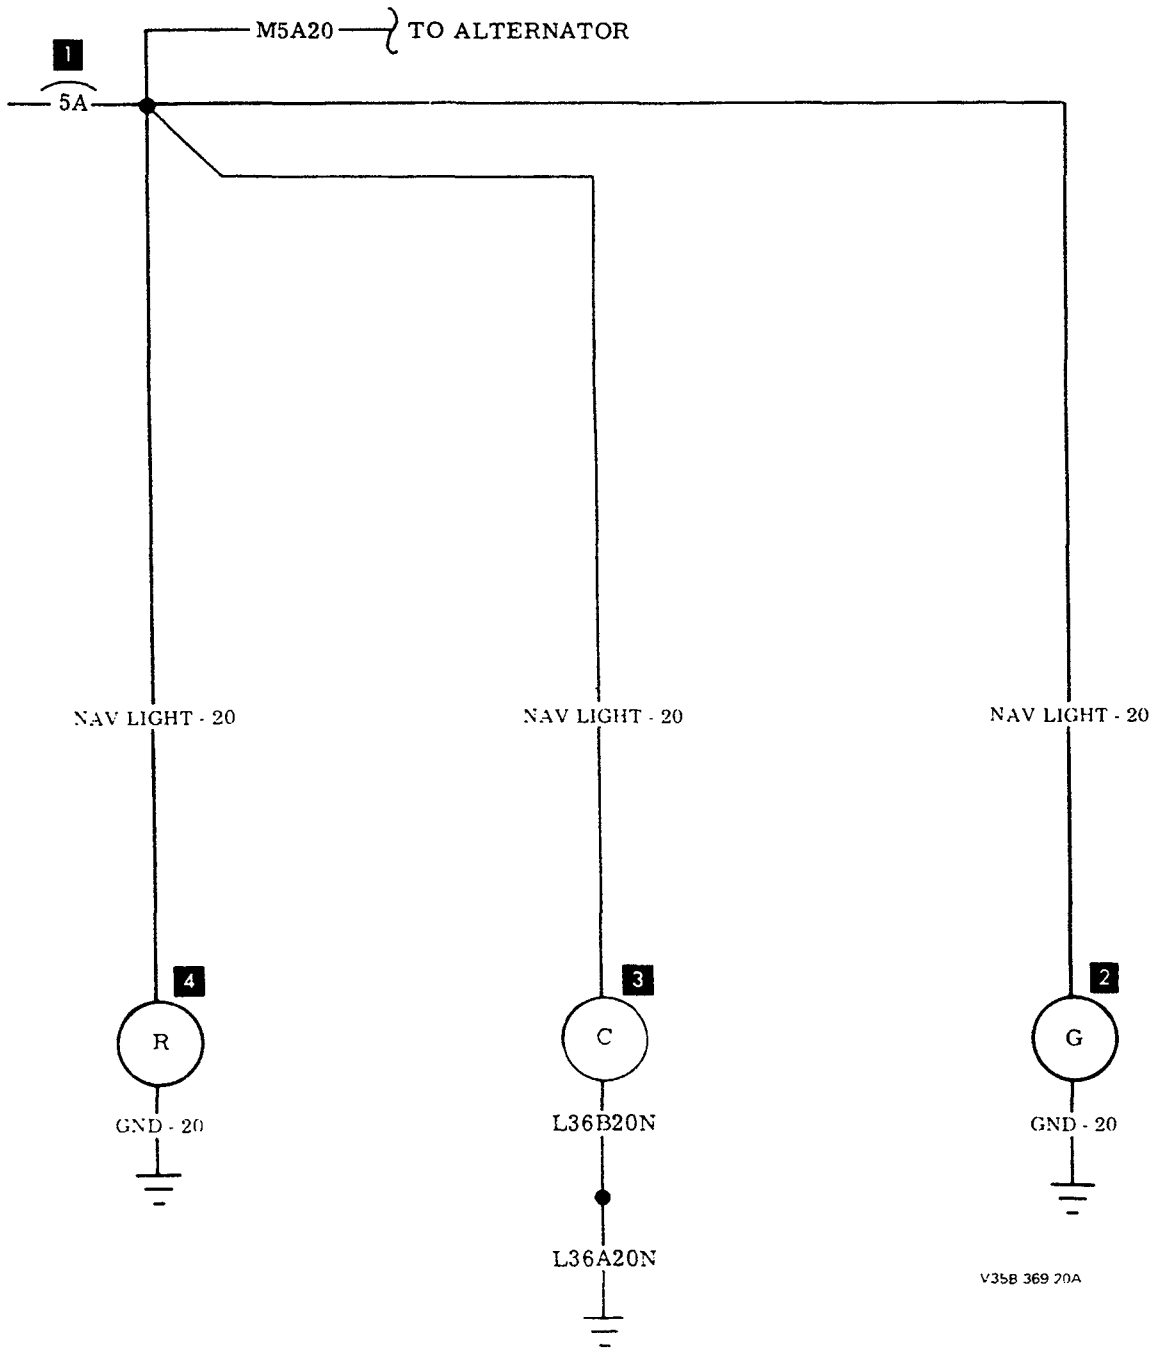 M5A20 TO ALTERNATOR
1
5A
NAV LIGHT - 20 NAV LIGHT - 20 NAV LIGHT - 20
4 3 2
R C G
GND - 20 L36B20N GND - 20
L36A20N
V35B 369 20A